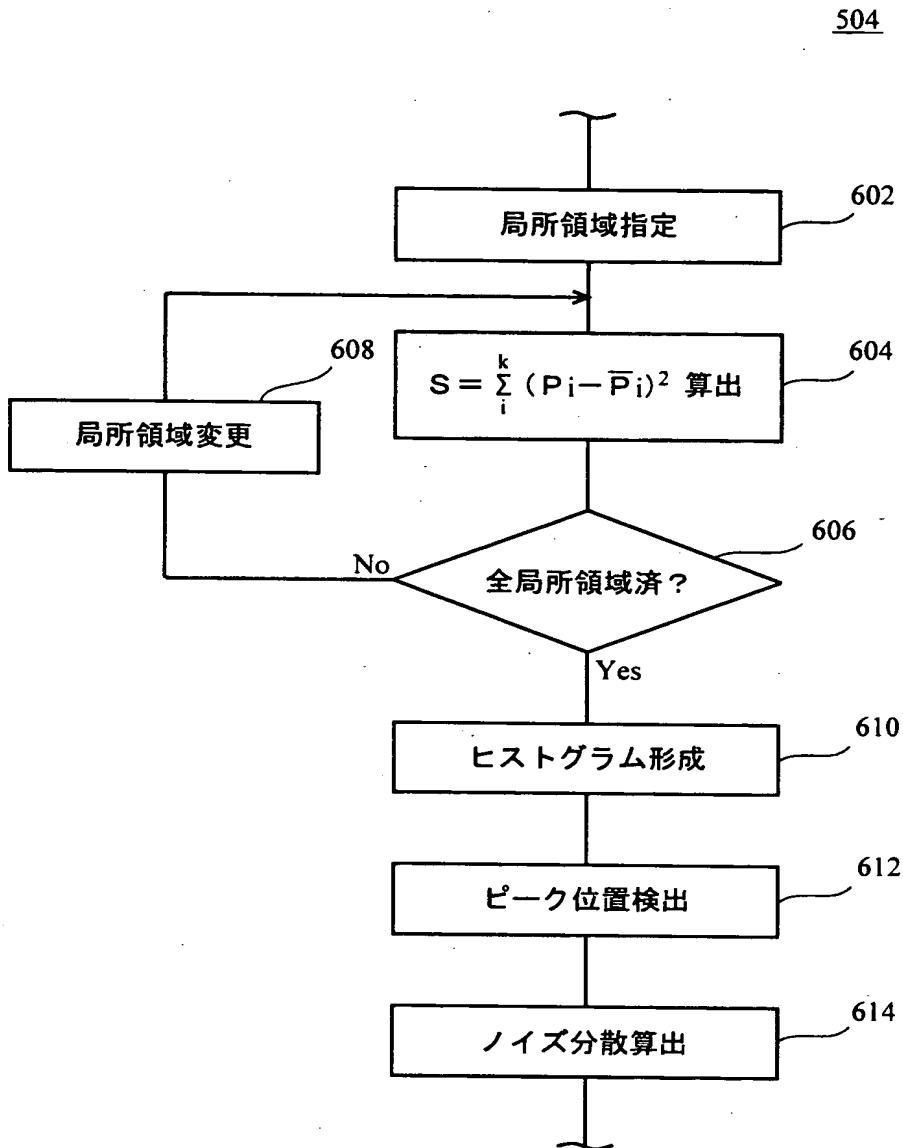 504
602
局所領域指定
608
604
S = Σ_i^k (Pi−P̅i)² 算出
局所領域変更
606
No
全局所領域済？
Yes
610
ヒストグラム形成
612
ピーク位置検出
614
ノイズ分散算出